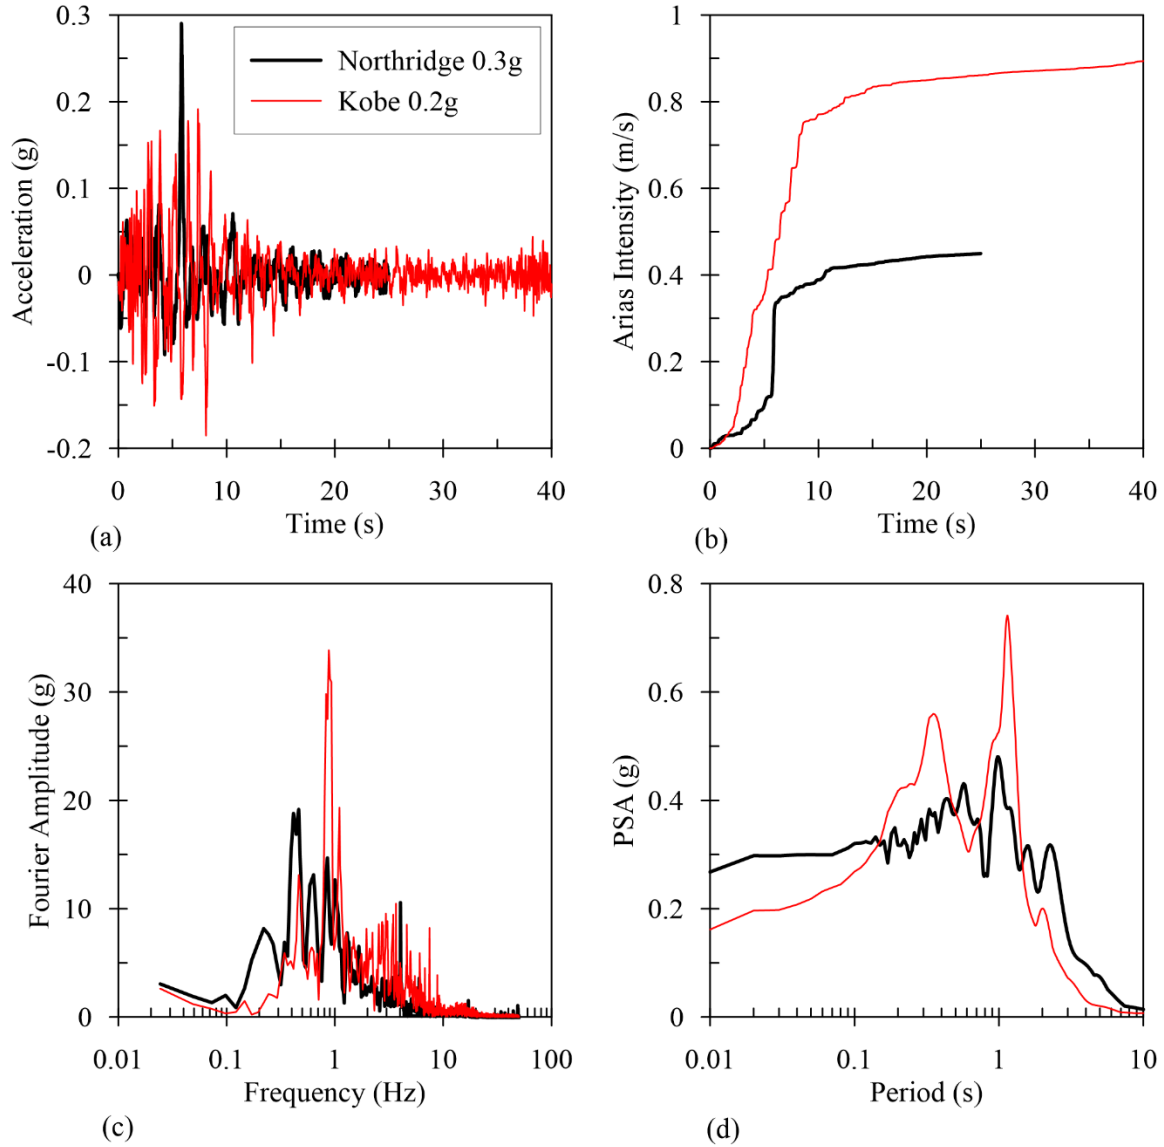 0.3
0.2
0.1
0
-0.1
-0.2
Acceleration (g)
Northridge 0.3g
Kobe 0.2g
0 10 20 30 40
Time (s)
(a)
1
0.8
0.6
0.4
0.2
0
Arias Intensity (m/s)
0 10 20 30 40
Time (s)
(b)
40
30
20
10
0
Fourier Amplitude (g)
0.01 0.1 1 10 100
Frequency (Hz)
(c)
0.8
0.6
0.4
0.2
0
PSA (g)
0.01 0.1 1 10
Period (s)
(d)